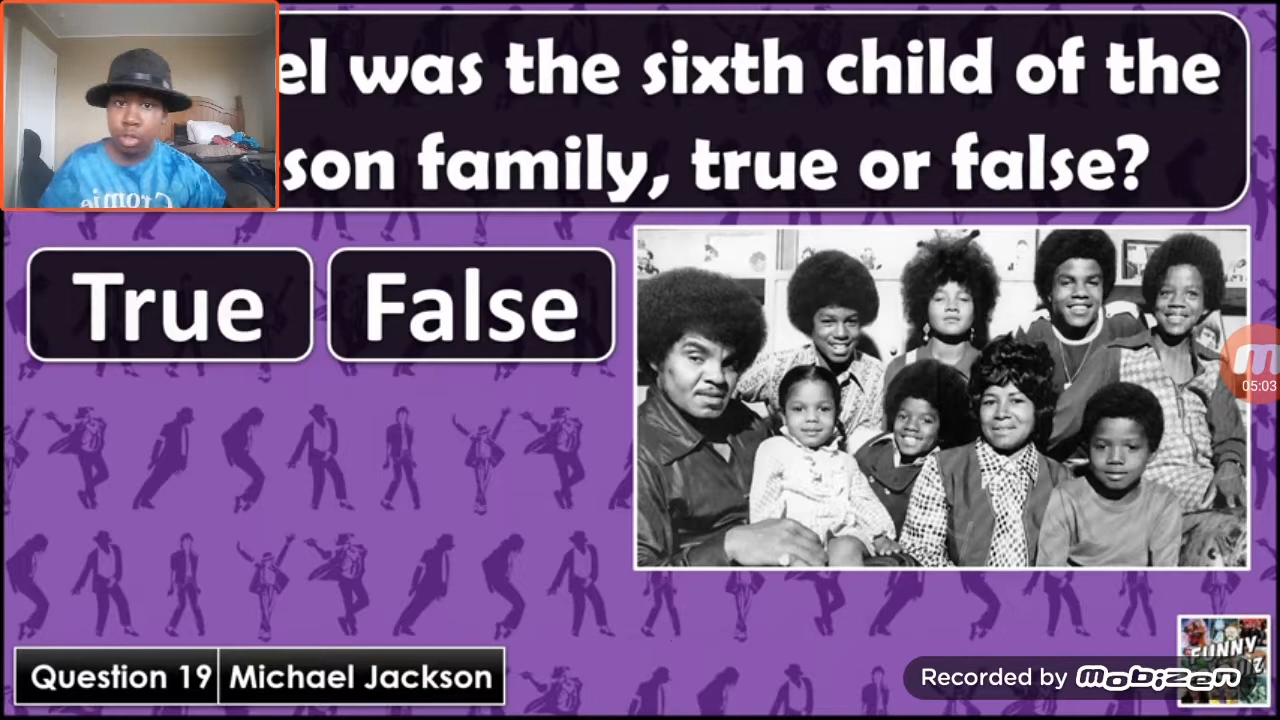 el was the sixth child of the
son family, true or false?
True False
05:03
Question 19 Michael Jackson
FUNNY
Recorded by mobizen